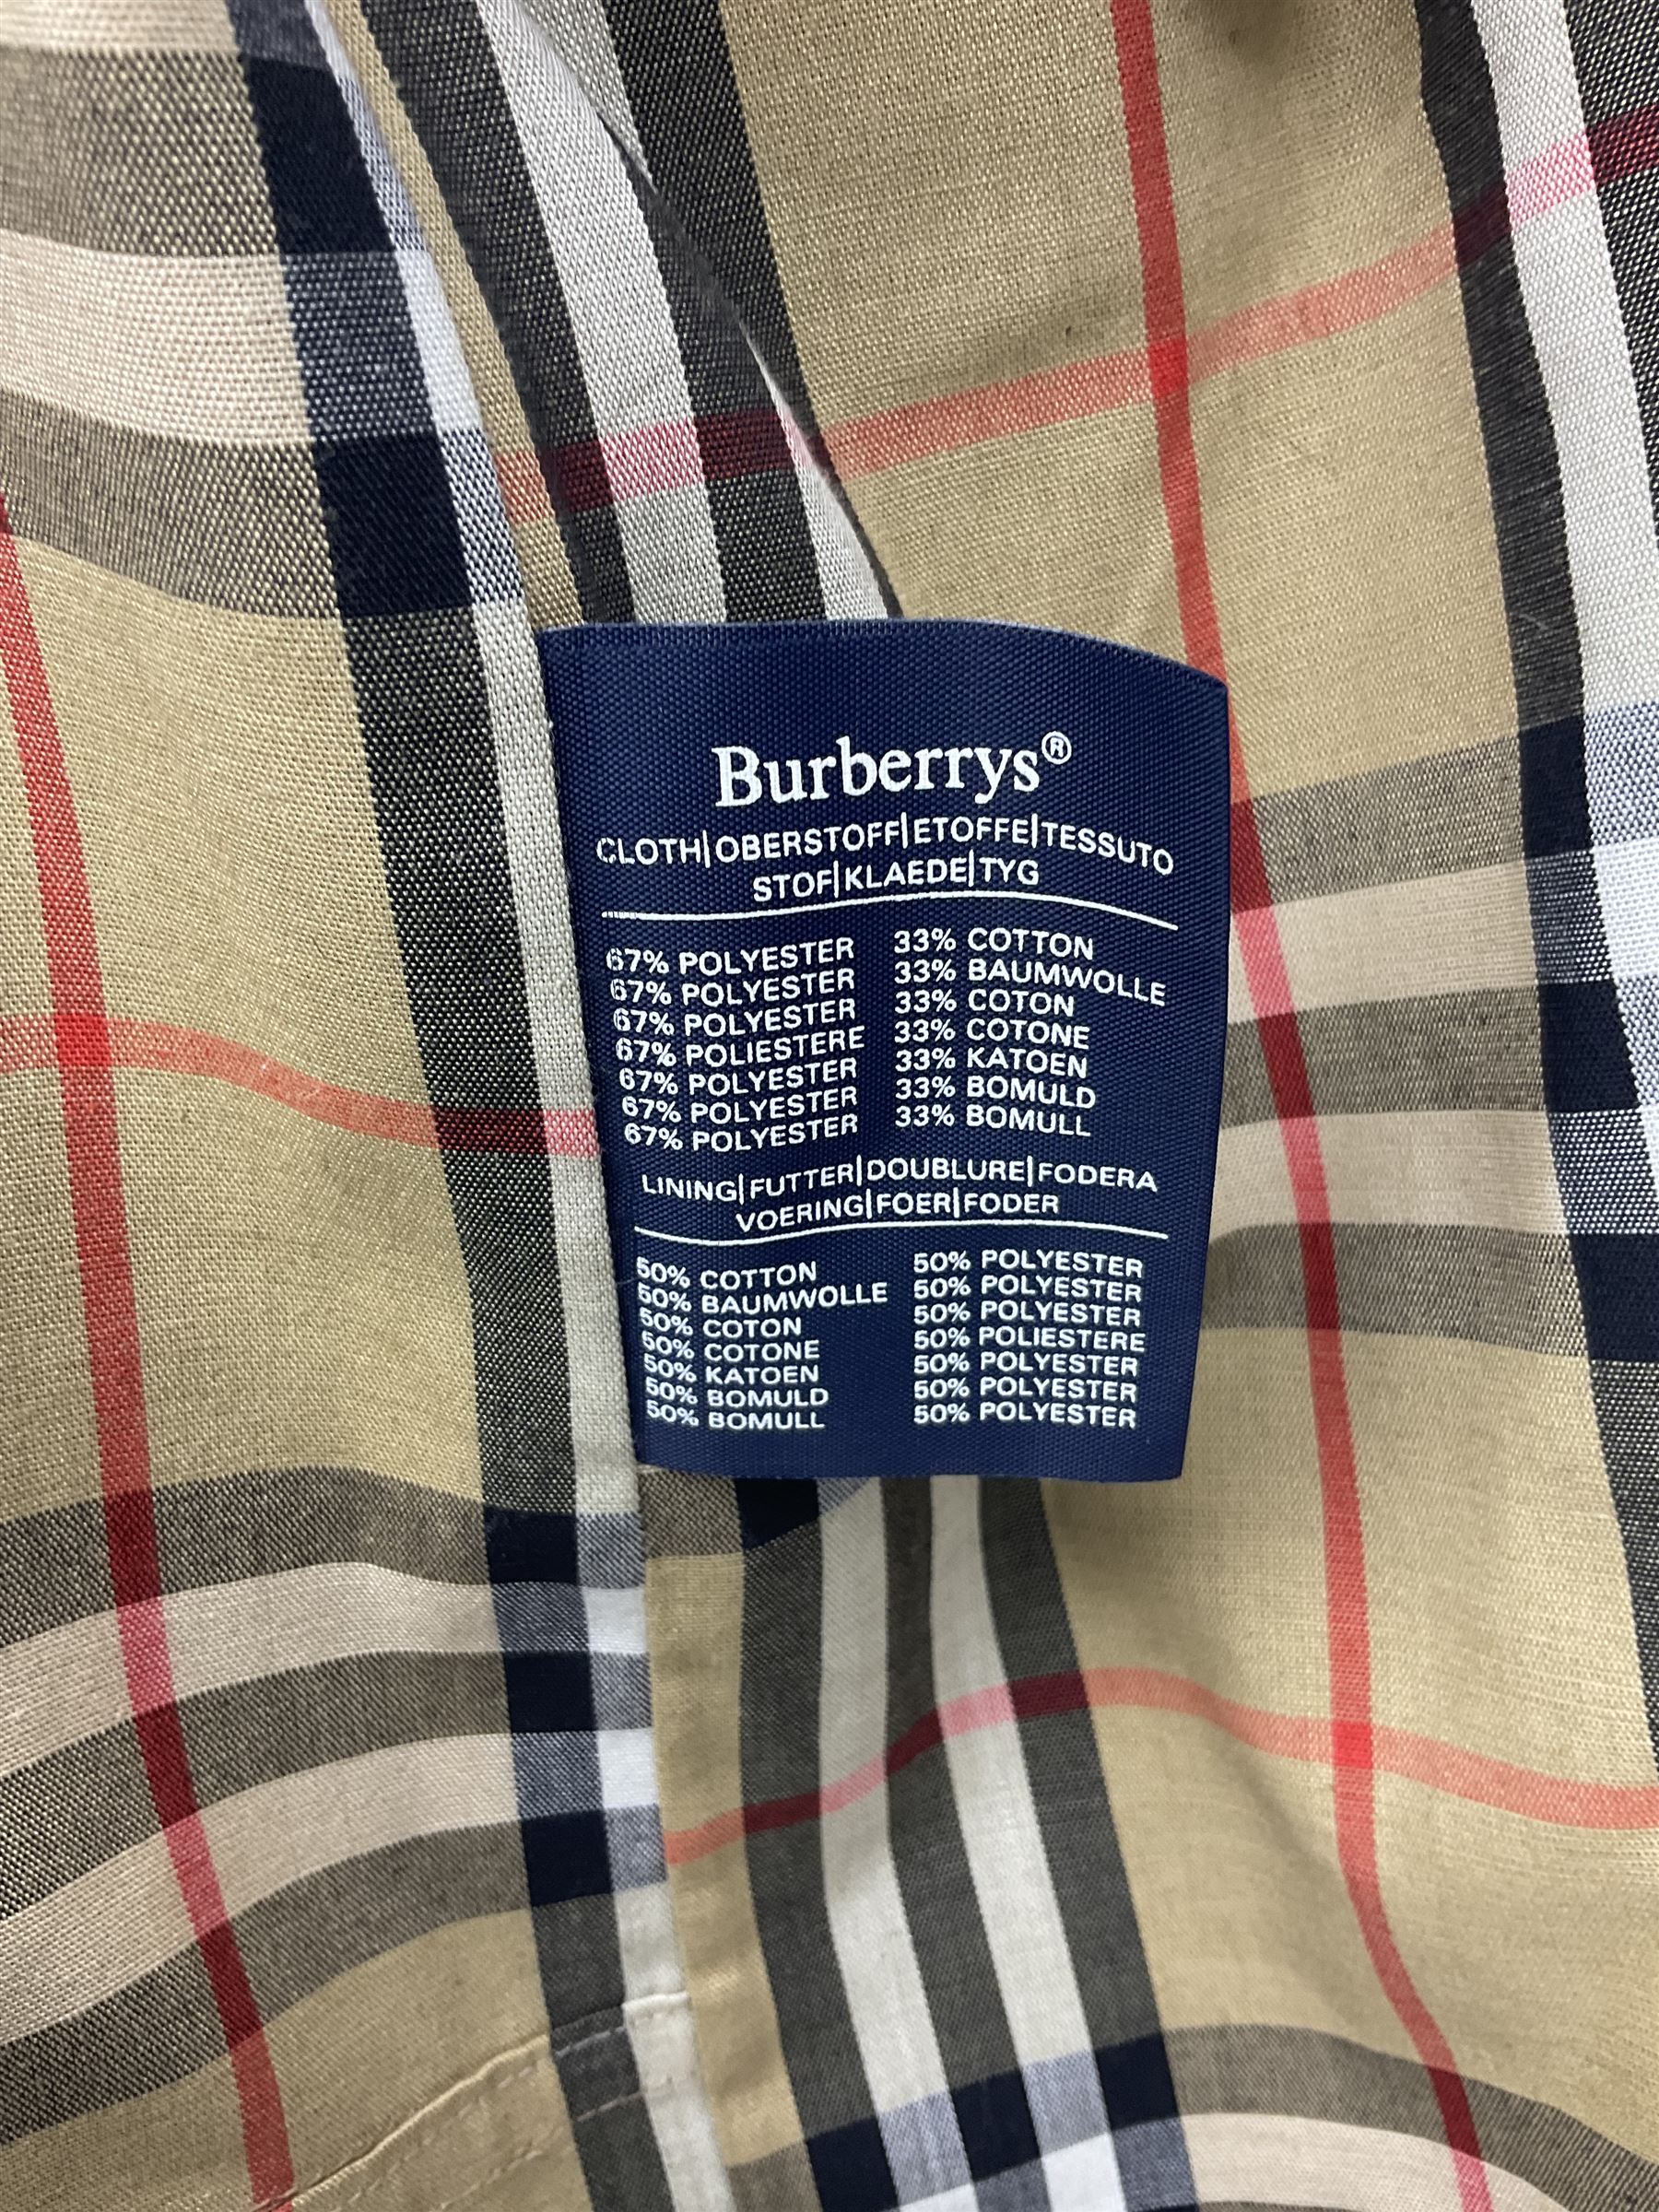 Burberrys®
CLOTH|OBERSTOFF|ETOFFE|TESSUTO
STOF|KLAEDE|TYG
67% POLYESTER 33% COTTON
67% POLYESTER 33% BAUMWOLLE
67% POLYESTER 33% COTON
67% POLIESTERE 33% COTONE
67% POLYESTER 33% KATOEN
67% POLYESTER 33% BOMULD
67% POLYESTER 33% BOMULL
LINING|FUTTER|DOUBLURE|FODERA
VOERING|FOER|FODER
50% COTTON 50% POLYESTER
50% BAUMWOLLE 50% POLYESTER
50% COTON 50% POLYESTER
50% COTONE 50% POLIESTERE
50% KATOEN 50% POLYESTER
50% BOMULD 50% POLYESTER
50% BOMULL 50% POLYESTER